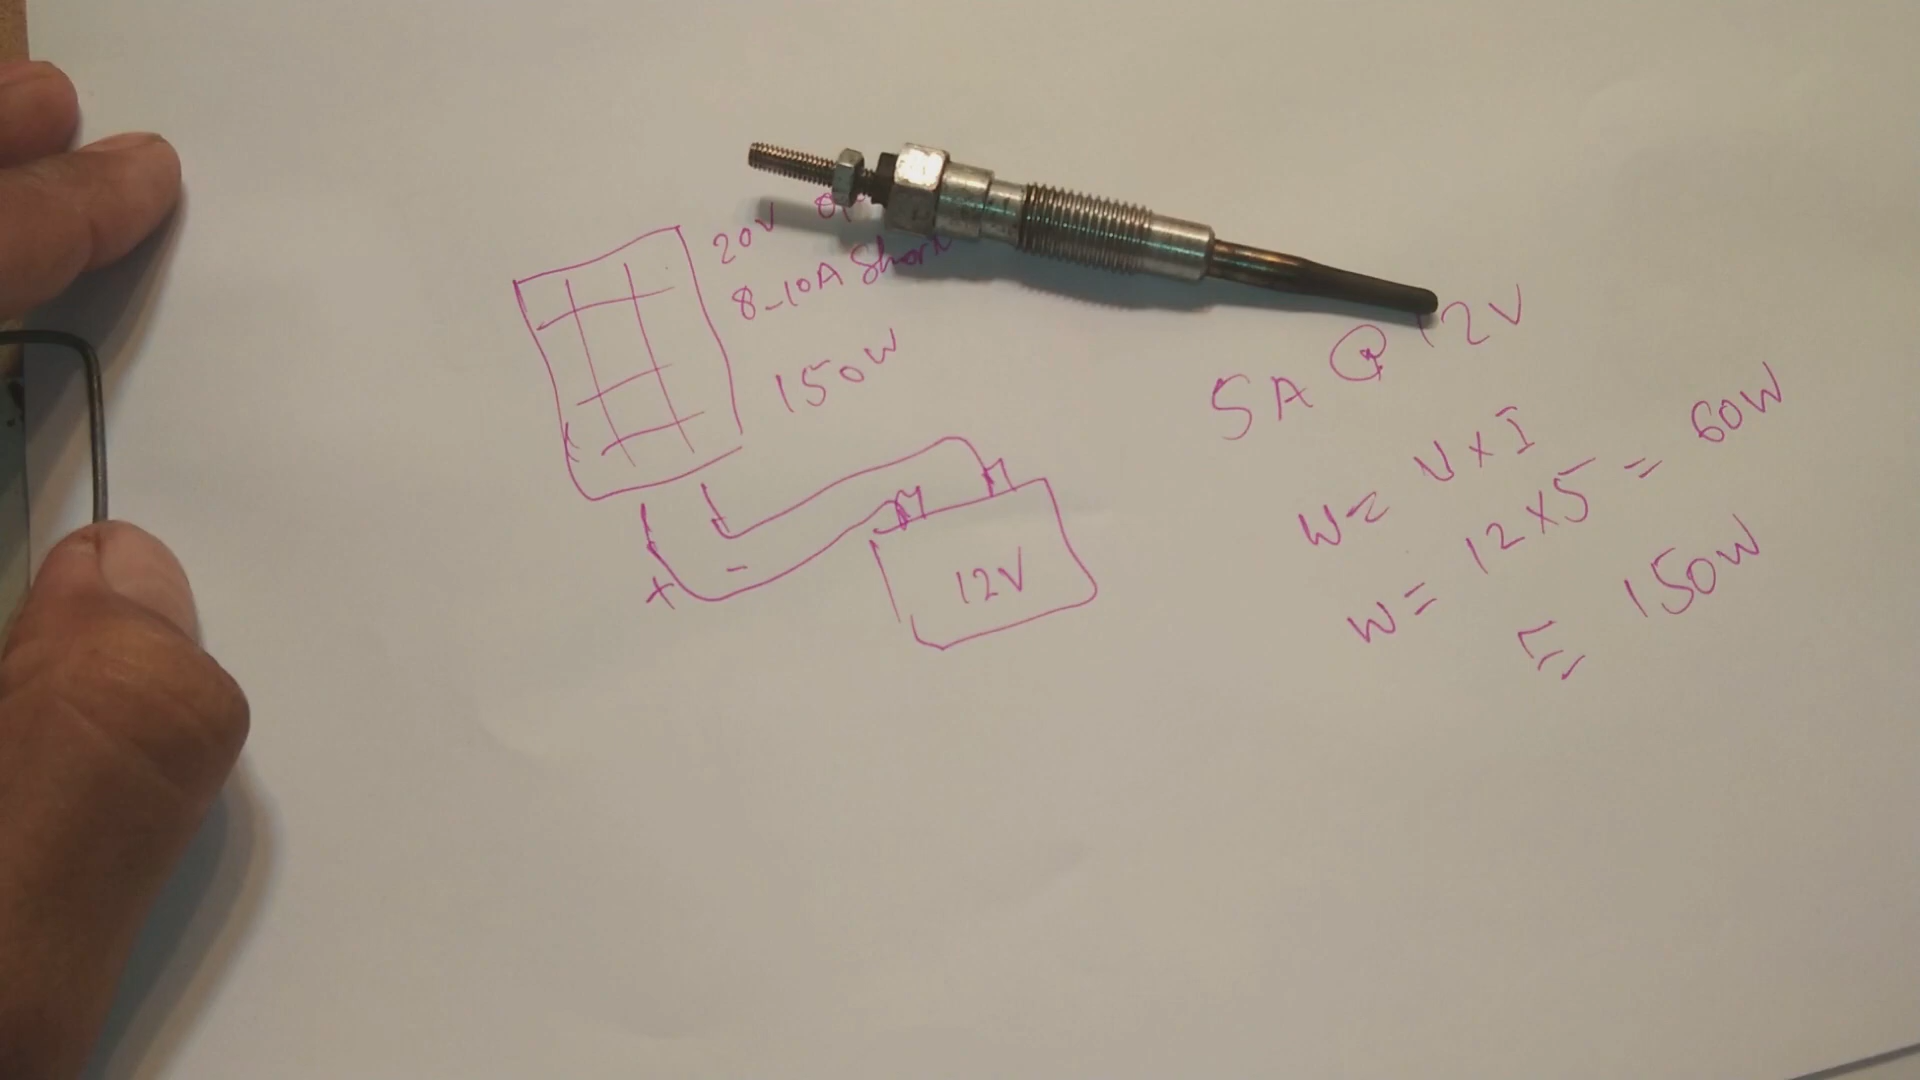 20V
8-10A Short
150W
+ -
12V
5A @ 12V
W = V x I
W = 12 x 5 = 60W
= 150W